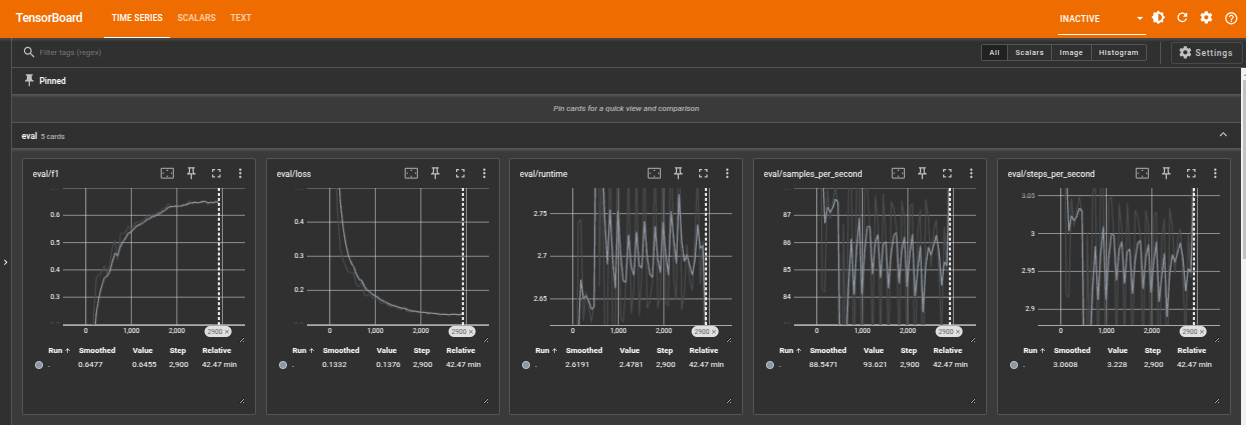 TensorBoard TIME SERIES SCALARS TEXT INACTIVE
Filter tags (regex) All Scalars Image Histogram Settings
Pinned
Pin cards for a quick view and comparison
eval 5 cards
eval/f1
0.6
0.5
0.4
0.3
0 1,000 2,000 2900 ×
Run ↑ Smoothed Value Step Relative
. 0.6477 0.6455 2,900 42.47 min
eval/loss
0.4
0.3
0.2
0 1,000 2,000 2900 ×
Run ↑ Smoothed Value Step Relative
. 0.1332 0.1376 2,900 42.47 min
eval/runtime
2.75
2.7
2.65
0 1,000 2,000 2900 ×
Run ↑ Smoothed Value Step Relative
. 2.6191 2.4781 2,900 42.47 min
eval/samples_per_second
87
86
85
84
0 1,000 2,000 2900 ×
Run ↑ Smoothed Value Step Relative
. 88.5471 93.621 2,900 42.47 min
eval/steps_per_second
3.05
3
2.95
2.9
0 1,000 2,000 2900 ×
Run ↑ Smoothed Value Step Relative
. 3.0608 3.228 2,900 42.47 min